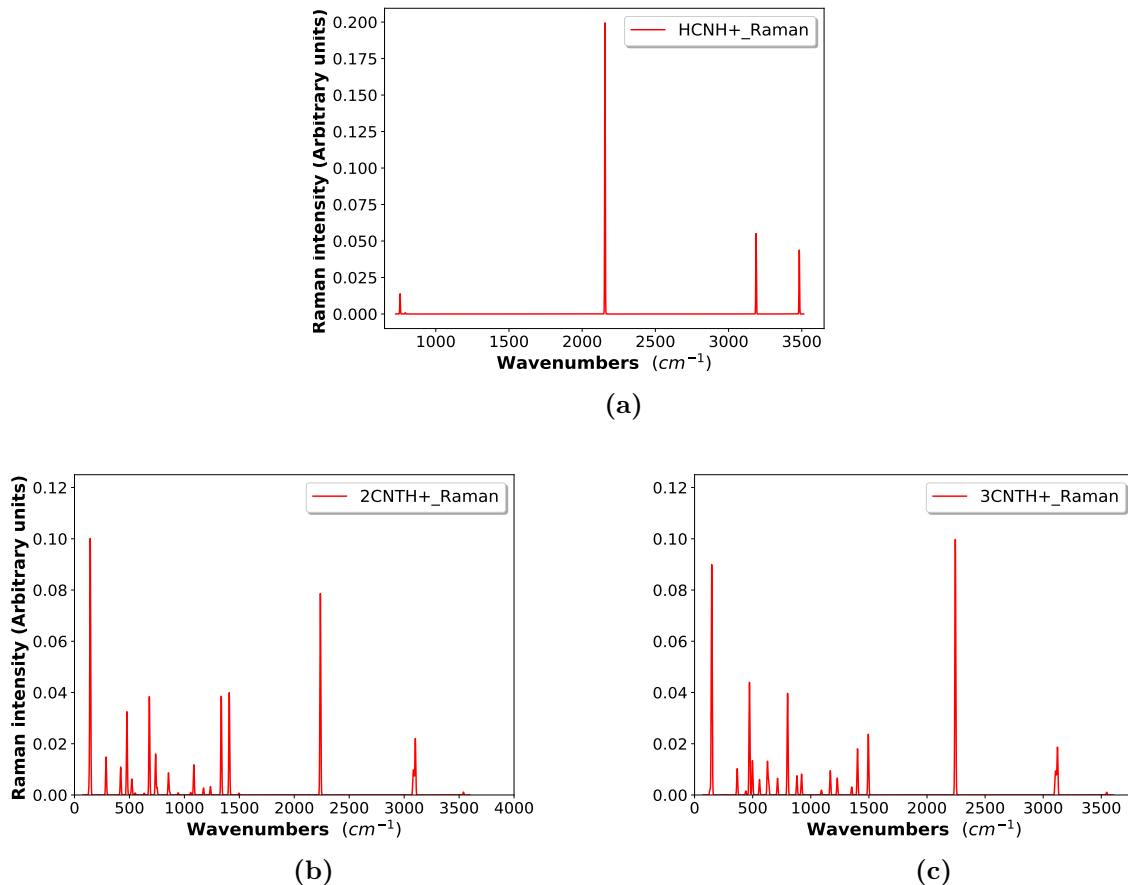 HCNH+_Raman
Raman intensity (Arbitrary units)
0.200
0.175
0.150
0.125
0.100
0.075
0.050
0.025
0.000
1000 1500 2000 2500 3000 3500
Wavenumbers (cm⁻¹)
(a)
2CNTH+_Raman
Raman intensity (Arbitrary units)
0.12
0.10
0.08
0.06
0.04
0.02
0.00
0 500 1000 1500 2000 2500 3000 3500 4000
Wavenumbers (cm⁻¹)
(b)
3CNTH+_Raman
0.12
0.10
0.08
0.06
0.04
0.02
0.00
0 500 1000 1500 2000 2500 3000 3500
Wavenumbers (cm⁻¹)
(c)